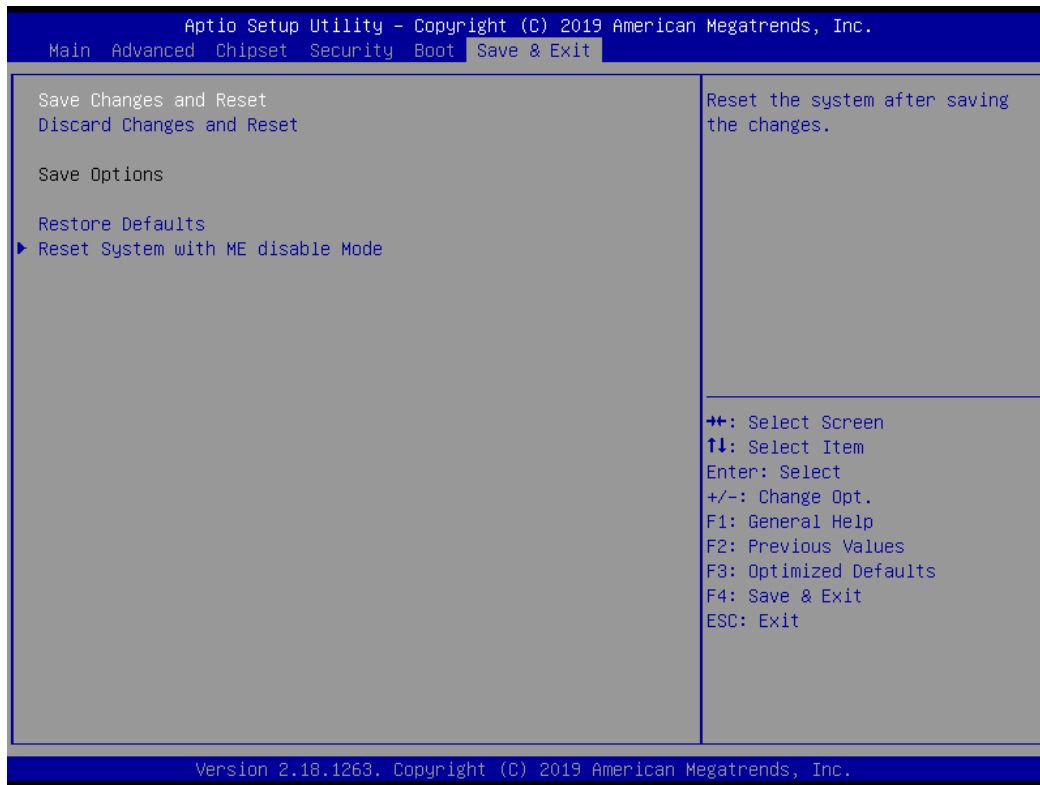 Aptio Setup Utility – Copyright (C) 2019 American Megatrends, Inc.
Main Advanced Chipset Security Boot Save & Exit
Save Changes and Reset
Discard Changes and Reset
Save Options
Restore Defaults
▶ Reset System with ME disable Mode
Reset the system after saving
the changes.
→←: Select Screen
↑↓: Select Item
Enter: Select
+/-: Change Opt.
F1: General Help
F2: Previous Values
F3: Optimized Defaults
F4: Save & Exit
ESC: Exit
Version 2.18.1263. Copyright (C) 2019 American Megatrends, Inc.